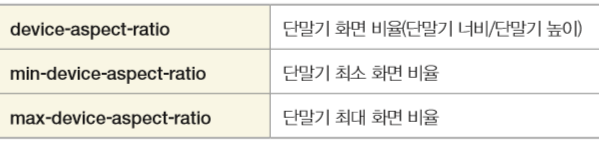 device-aspect-ratio 단말기 화면 비율(단말기 너비/단말기 높이)
min-device-aspect-ratio 단말기 최소 화면 비율
max-device-aspect-ratio 단말기 최대 화면 비율